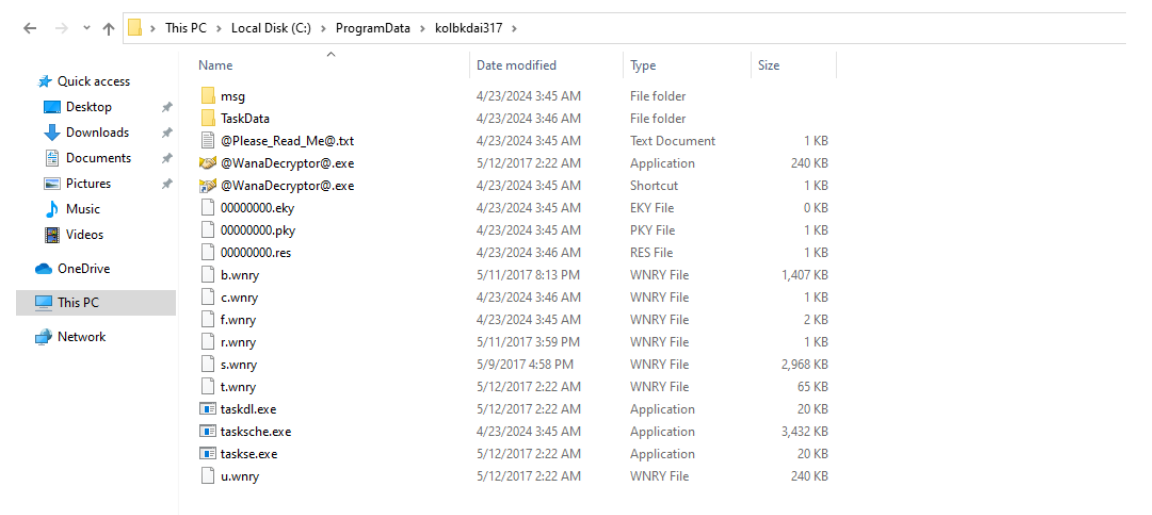 This PC > Local Disk (C:) > ProgramData > kolbkdai317 >
Quick access
Desktop
Downloads
Documents
Pictures
Music
Videos
OneDrive
This PC
Network
Name Date modified Type Size
msg 4/23/2024 3:45 AM File folder
TaskData 4/23/2024 3:46 AM File folder
@Please_Read_Me@.txt 4/23/2024 3:45 AM Text Document 1 KB
@WanaDecryptor@.exe 5/12/2017 2:22 AM Application 240 KB
@WanaDecryptor@.exe 4/23/2024 3:45 AM Shortcut 1 KB
00000000.eky 4/23/2024 3:45 AM EKY File 0 KB
00000000.pky 4/23/2024 3:45 AM PKY File 1 KB
00000000.res 4/23/2024 3:46 AM RES File 1 KB
b.wnry 5/11/2017 8:13 PM WNRY File 1,407 KB
c.wnry 4/23/2024 3:46 AM WNRY File 1 KB
f.wnry 4/23/2024 3:45 AM WNRY File 2 KB
r.wnry 5/11/2017 3:59 PM WNRY File 1 KB
s.wnry 5/9/2017 4:58 PM WNRY File 2,968 KB
t.wnry 5/12/2017 2:22 AM WNRY File 65 KB
taskdl.exe 5/12/2017 2:22 AM Application 20 KB
tasksche.exe 4/23/2024 3:45 AM Application 3,432 KB
taskse.exe 5/12/2017 2:22 AM Application 20 KB
u.wnry 5/12/2017 2:22 AM WNRY File 240 KB